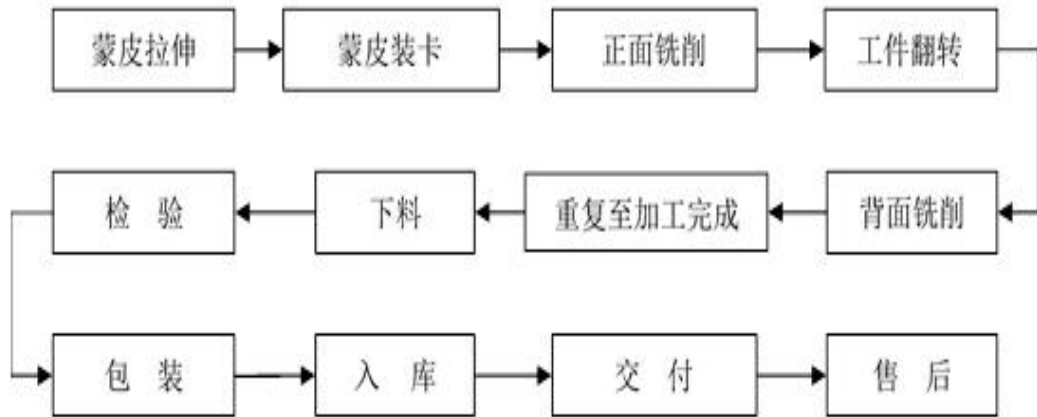 蒙皮拉伸 蒙皮装卡 正面铣削 工件翻转
检 验 下料 重复至加工完成 背面铣削
包 装 入 库 交 付 售 后